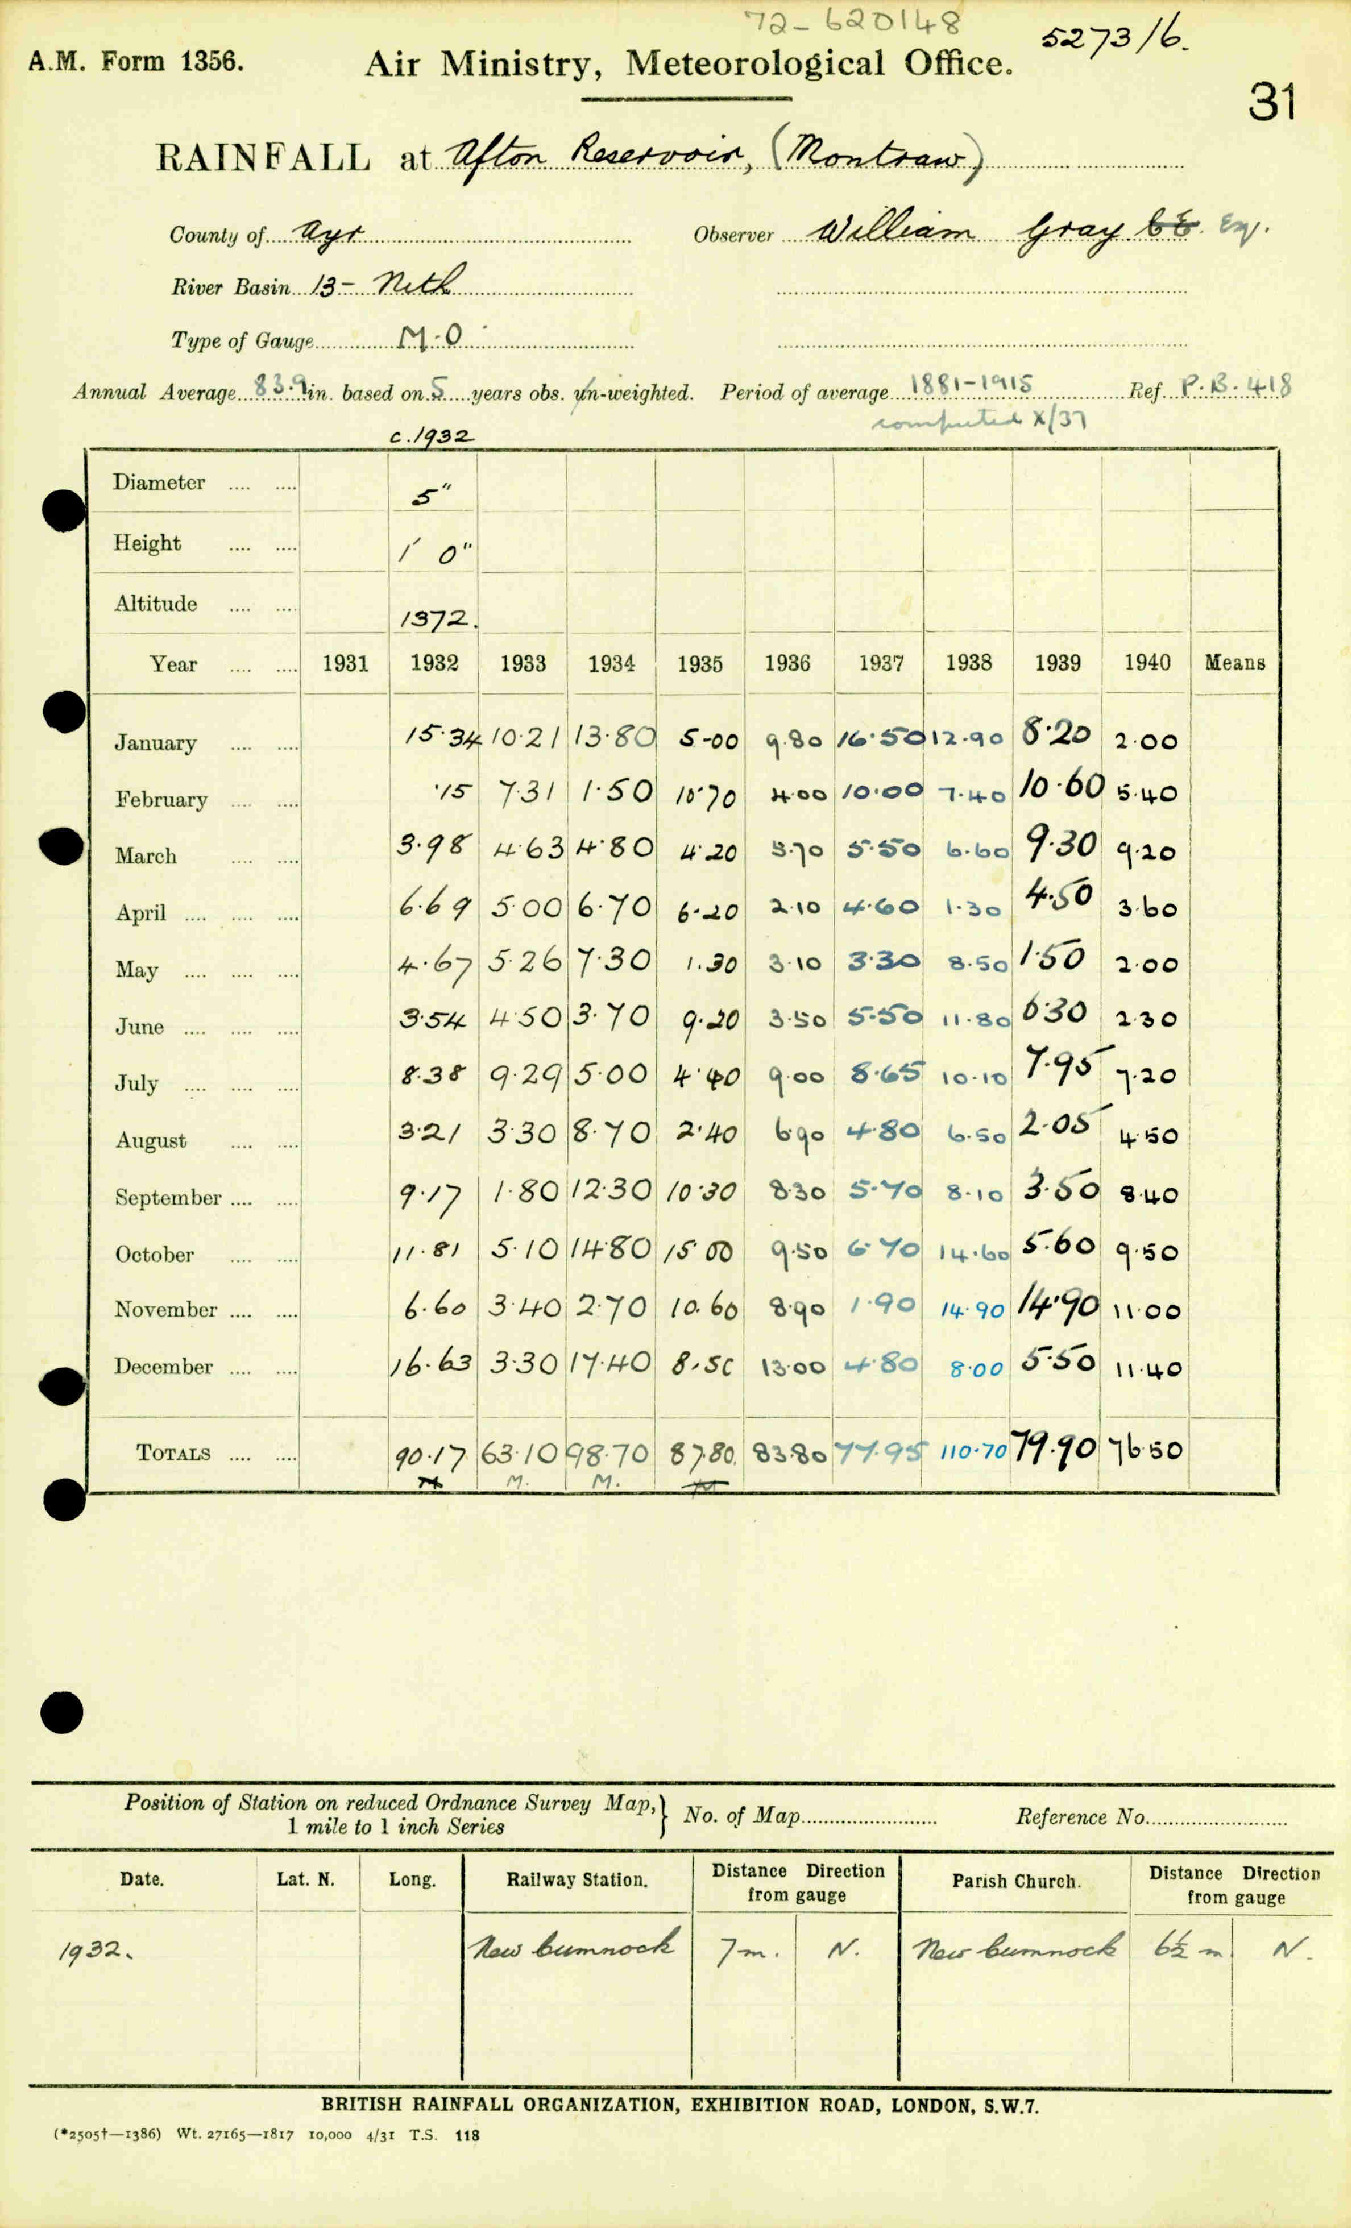 72-620148
5273/6.
A.M. Form 1356. Air Ministry, Meteorological Office.
31
RAINFALL at Afton Reservoir, (Montraw)
County of Ayr Observer William Gray C E. Esq.
River Basin 13- Nith
Type of Gauge M.O
Annual Average 83.9 in. based on 5 years obs. un-weighted. Period of average 1881-1915 Ref. P.B. 418
computed X/37
c.1932
Diameter .... .... 5"
Height .... .... 1' 0"
Altitude .... .... 1372.
Year .... .... 1931 1932 1933 1934 1935 1936 1937 1938 1939 1940 Means
January .... .... 15.34 10.21 13.80 5.00 9.80 16.50 12.90 8.20 2.00
February .... .... .15 7.31 1.50 10.70 4.00 10.00 7.40 10.60 5.40
March .... .... 3.98 4.63 4.80 4.20 5.70 5.50 6.60 9.30 9.20
April .... .... .... 6.69 5.00 6.70 6.20 2.10 4.60 1.30 4.50 3.60
May .... .... .... 4.67 5.26 7.30 1.30 3.10 3.30 8.50 1.50 2.00
June .... .... .... 3.54 4.50 3.70 9.20 3.50 5.50 11.80 6.30 2.30
July .... .... .... 8.38 9.29 5.00 4.40 9.00 8.65 10.10 7.95 7.20
August .... .... 3.21 3.30 8.70 2.40 6.90 4.80 6.50 2.05 4.50
September .... .... 9.17 1.80 12.30 10.30 8.30 5.70 8.10 3.50 8.40
October .... .... 11.81 5.10 14.80 15.00 9.50 6.70 14.60 5.60 9.50
November .... .... 6.60 3.40 2.70 10.60 8.90 1.90 14.90 14.90 11.00
December .... .... 16.63 3.30 17.40 8.50 13.00 4.80 8.00 5.50 11.40
TOTALS .... .... 90.17 63.10 98.70 87.80. 83.80 77.95 110.70 79.90 76.50
M M. M. M
Position of Station on reduced Ordnance Survey Map, } No. of Map Reference No.
1 mile to 1 inch Series
Date. Lat. N. Long. Railway Station. Distance Direction Parish Church. Distance Direction
from gauge from gauge
1932. New Cumnock 7 m. N. New Cumnock 6½ m N.
BRITISH RAINFALL ORGANIZATION, EXHIBITION ROAD, LONDON, S.W.7.
(*2505†—1386) Wt. 27165—1817 10,000 4/31 T.S. 118